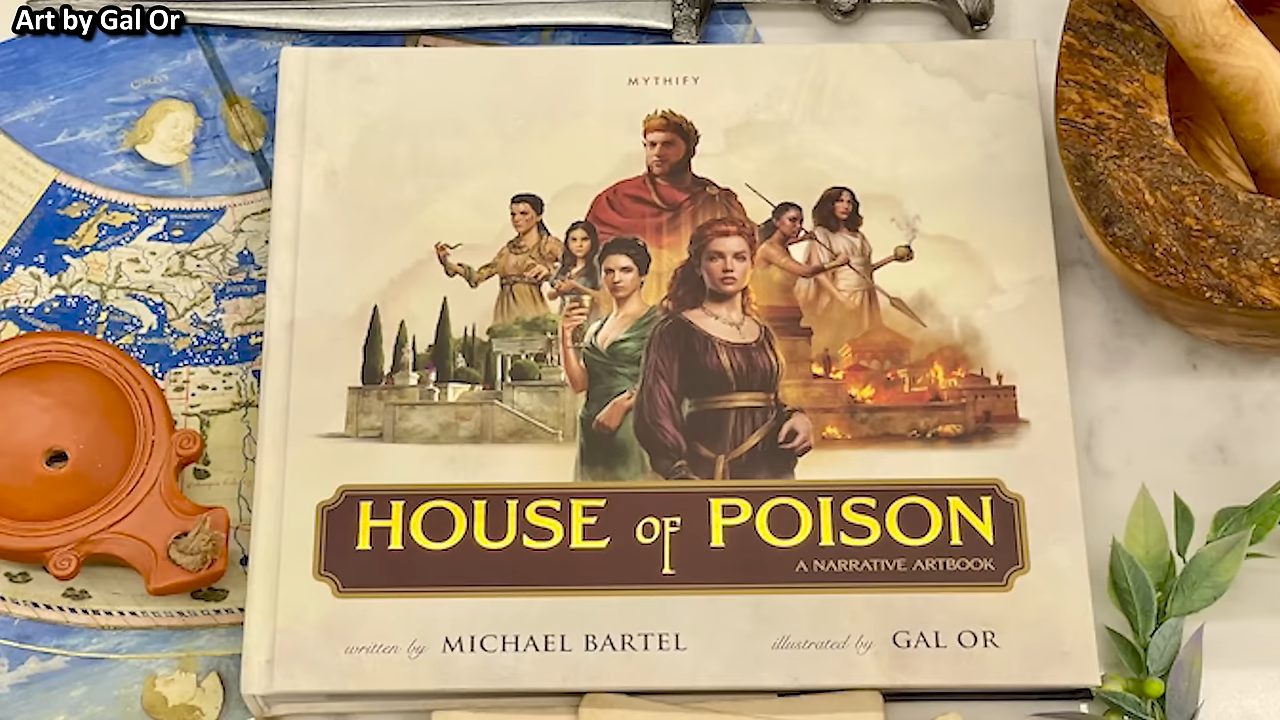 Art by Gal Or
MYTHIFY
HOUSE OF POISON
A NARRATIVE ARTBOOK
written by MICHAEL BARTEL
illustrated by GAL OR